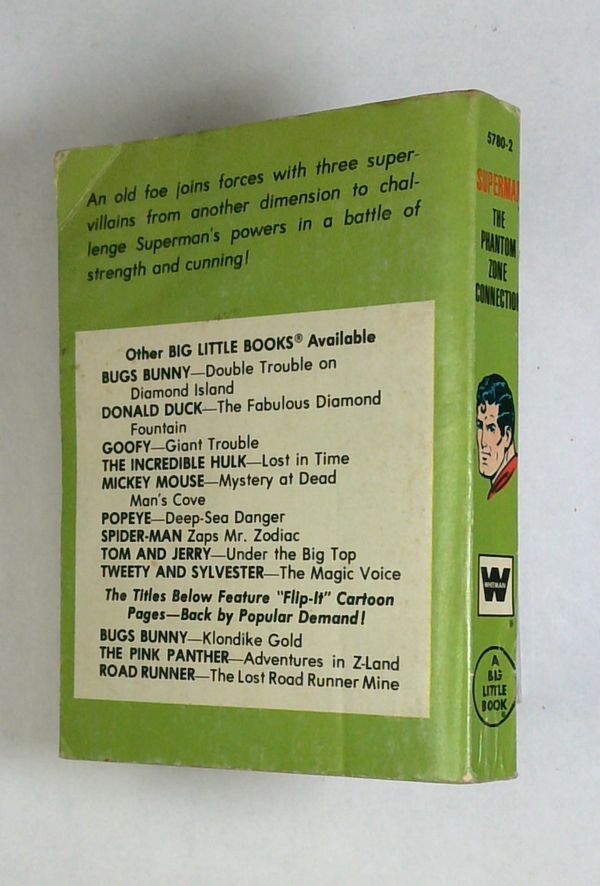 An old foe joins forces with three super-
villains from another dimension to chal-
lenge Superman's powers in a battle of
strength and cunning!
Other BIG LITTLE BOOKS® Available
BUGS BUNNY—Double Trouble on
Diamond Island
DONALD DUCK—The Fabulous Diamond
Fountain
GOOFY—Giant Trouble
THE INCREDIBLE HULK—Lost in Time
MICKEY MOUSE—Mystery at Dead
Man's Cove
POPEYE—Deep-Sea Danger
SPIDER-MAN Zaps Mr. Zodiac
TOM AND JERRY—Under the Big Top
TWEETY AND SYLVESTER—The Magic Voice
The Titles Below Feature "Flip-It" Cartoon
Pages—Back by Popular Demand!
BUGS BUNNY—Klondike Gold
THE PINK PANTHER—Adventures in Z-Land
ROAD RUNNER—The Lost Road Runner Mine
5780-2
SUPERMAN
THE
PHANTOM
ZONE
CONNECTION
W
WHITMAN
®
A
BIG
LITTLE
BOOK